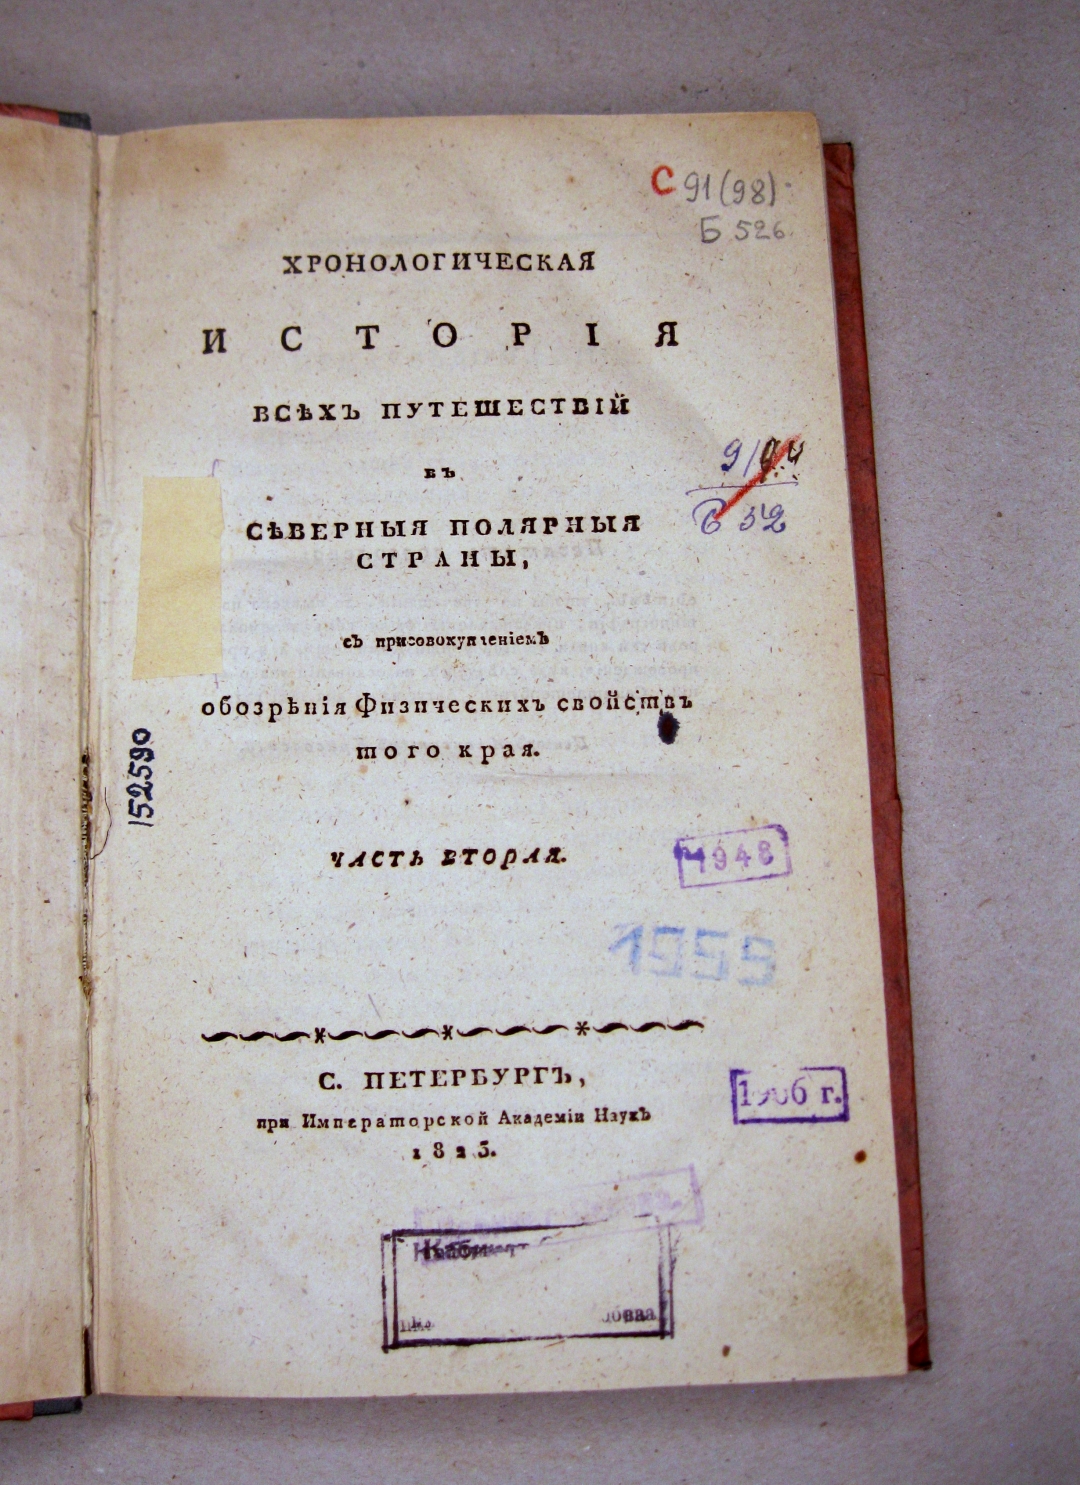 С 91(98)
Б 526
ХРОНОЛОГИЧЕСКАЯ
ИСТОРІЯ
ВСѢХЪ ПУТЕШЕСТВІЙ
ВЪ
СѢВЕРНЫЯ ПОЛЯРНЫЯ
СТРАНЫ,
съ присовокупленіемъ
обозрѣнія Физическихъ свойствъ
того края.
ЧАСТЬ ВТОРАЯ.
152590
1948
1959
С. ПЕТЕРБУРГЪ,
при Императорской Академіи Наукъ
1823.
1966 г.